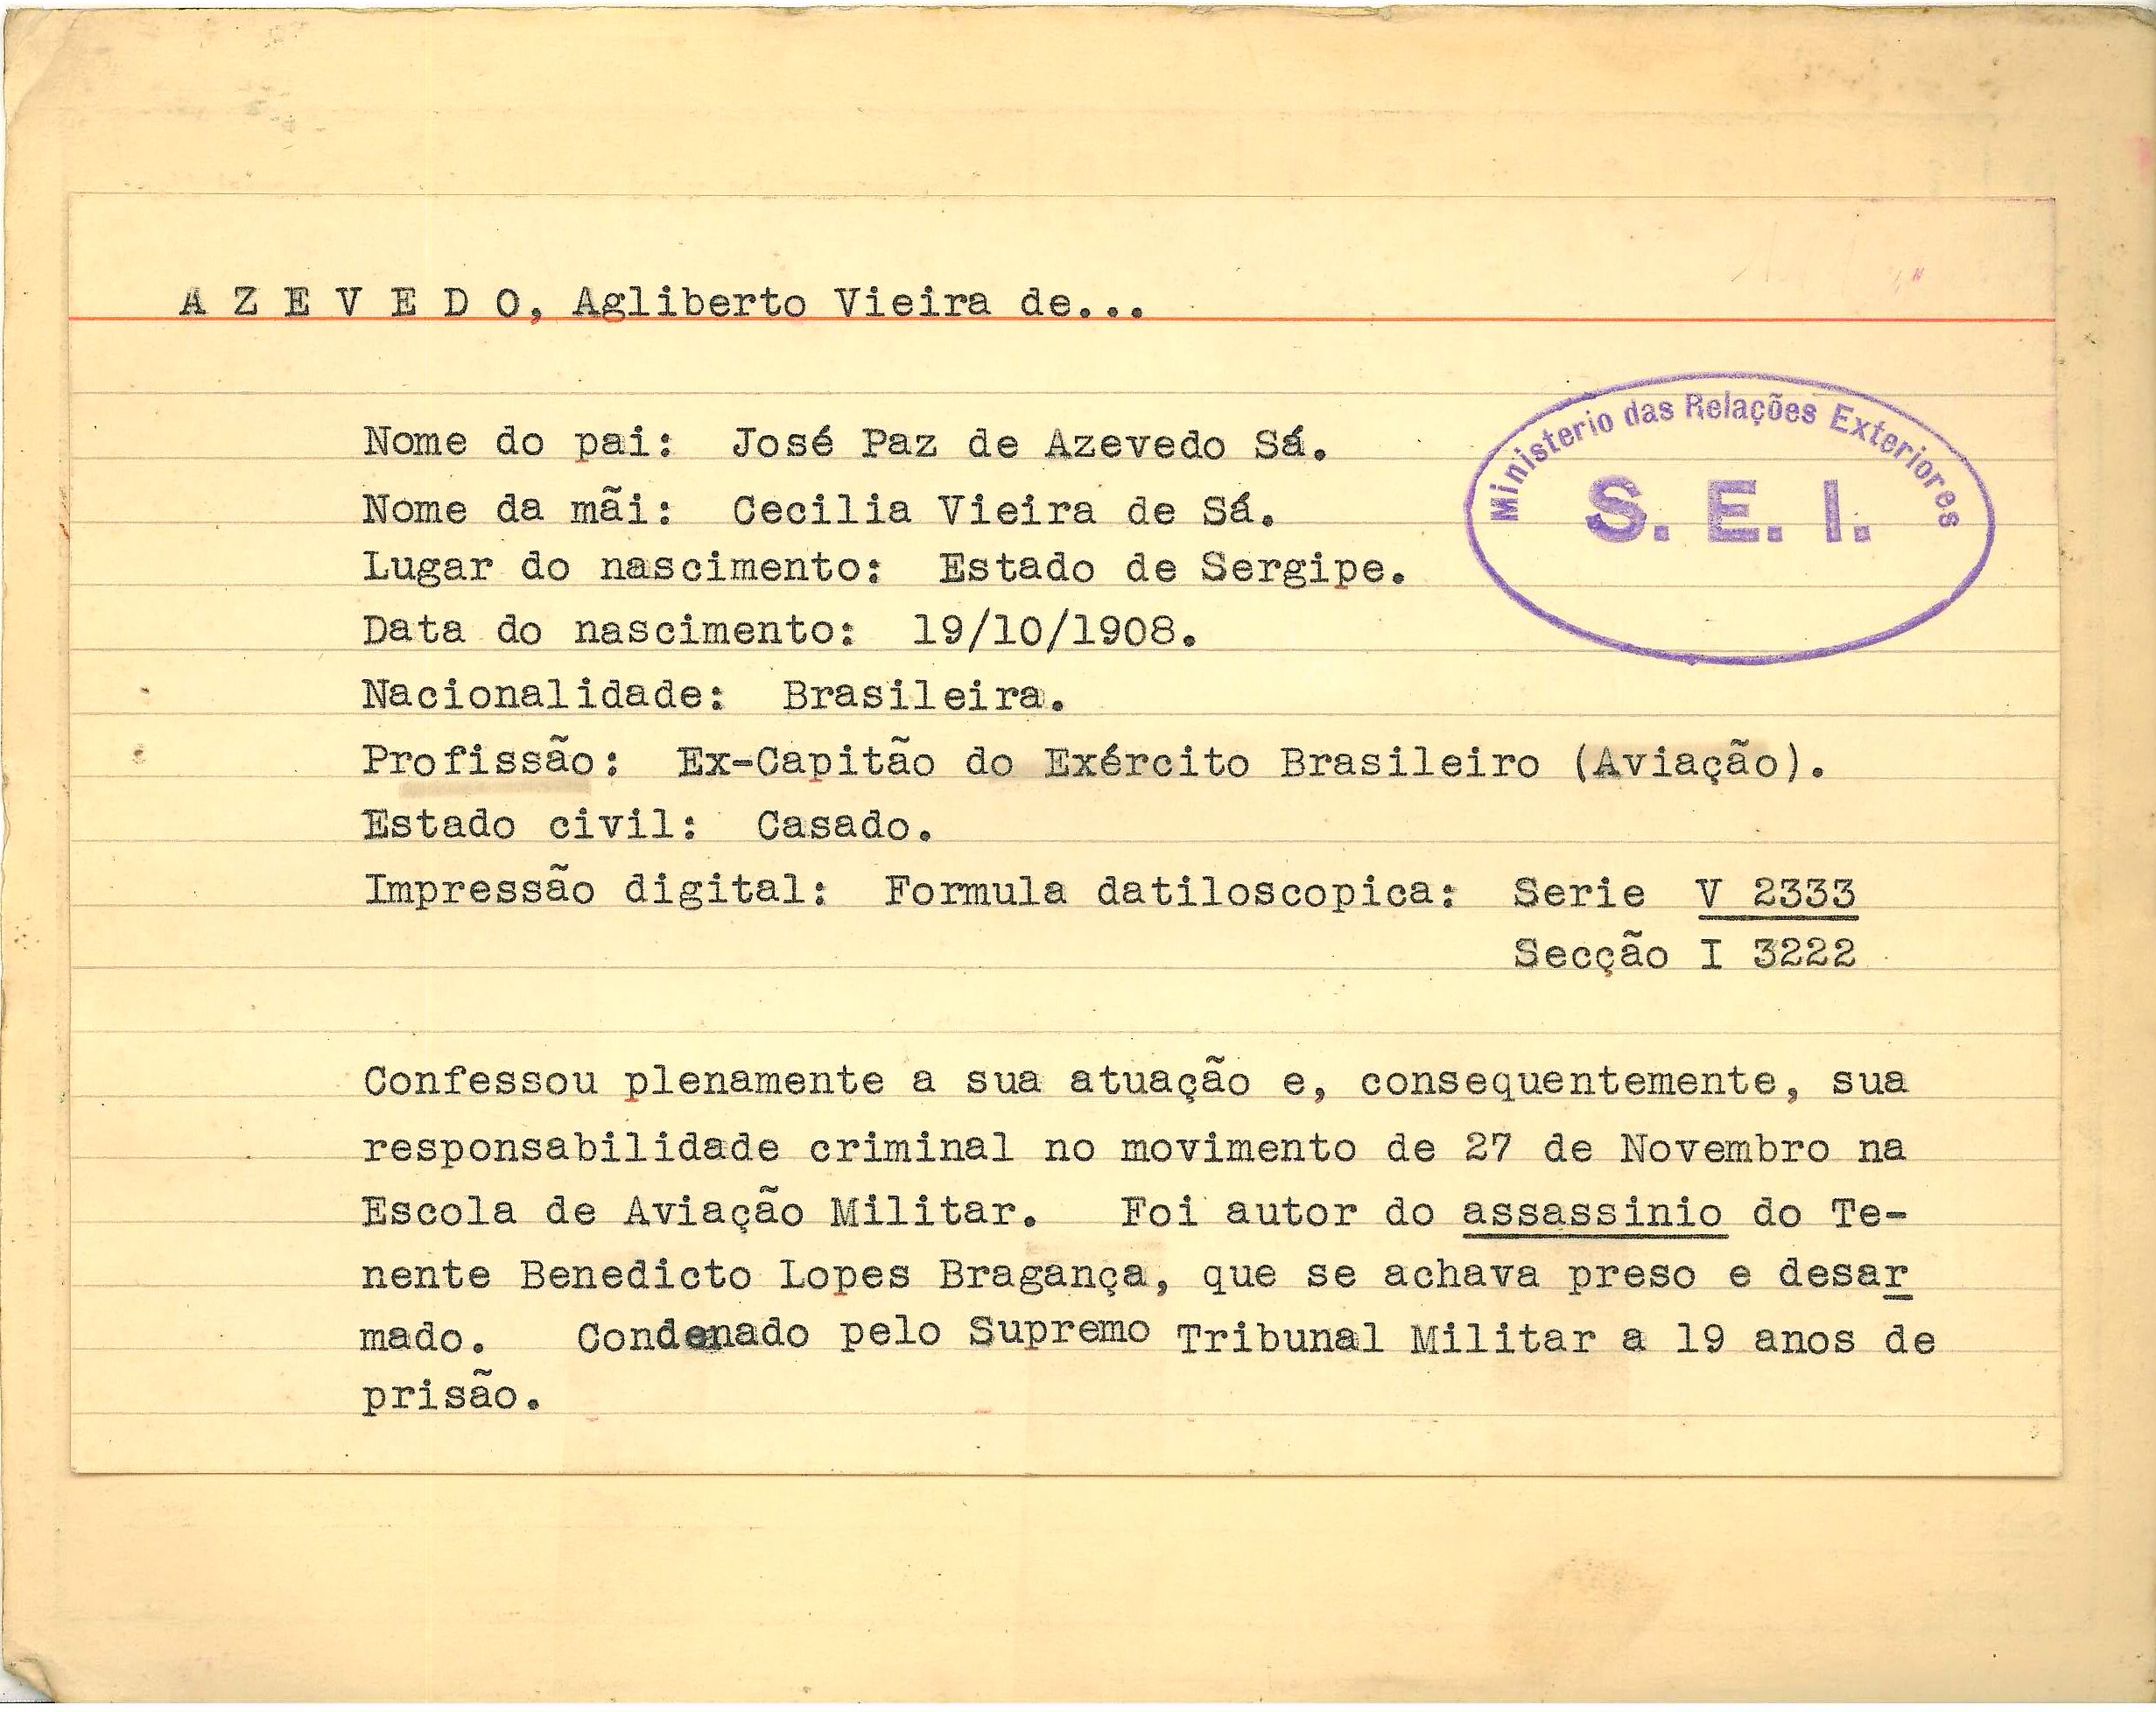 A Z E V E D O, Agliberto Vieira de...
Ministerio das Relações Exteriores
S. E. I.
Nome do pai: José Paz de Azevedo Sá.
Nome da mãi: Cecilia Vieira de Sá.
Lugar do nascimento: Estado de Sergipe.
Data do nascimento: 19/10/1908.
Nacionalidade: Brasileira.
Profissão: Ex-Capitão do Exército Brasileiro (Aviação).
Estado civil: Casado.
Impressão digital: Formula datiloscopica: Serie V 2333
Secção I 3222
Confessou plenamente a sua atuação e, consequentemente, sua
responsabilidade criminal no movimento de 27 de Novembro na
Escola de Aviação Militar. Foi autor do assassinio do Te-
nente Benedicto Lopes Bragança, que se achava preso e desar
mado. Condenado pelo Supremo Tribunal Militar a 19 anos de
prisão.